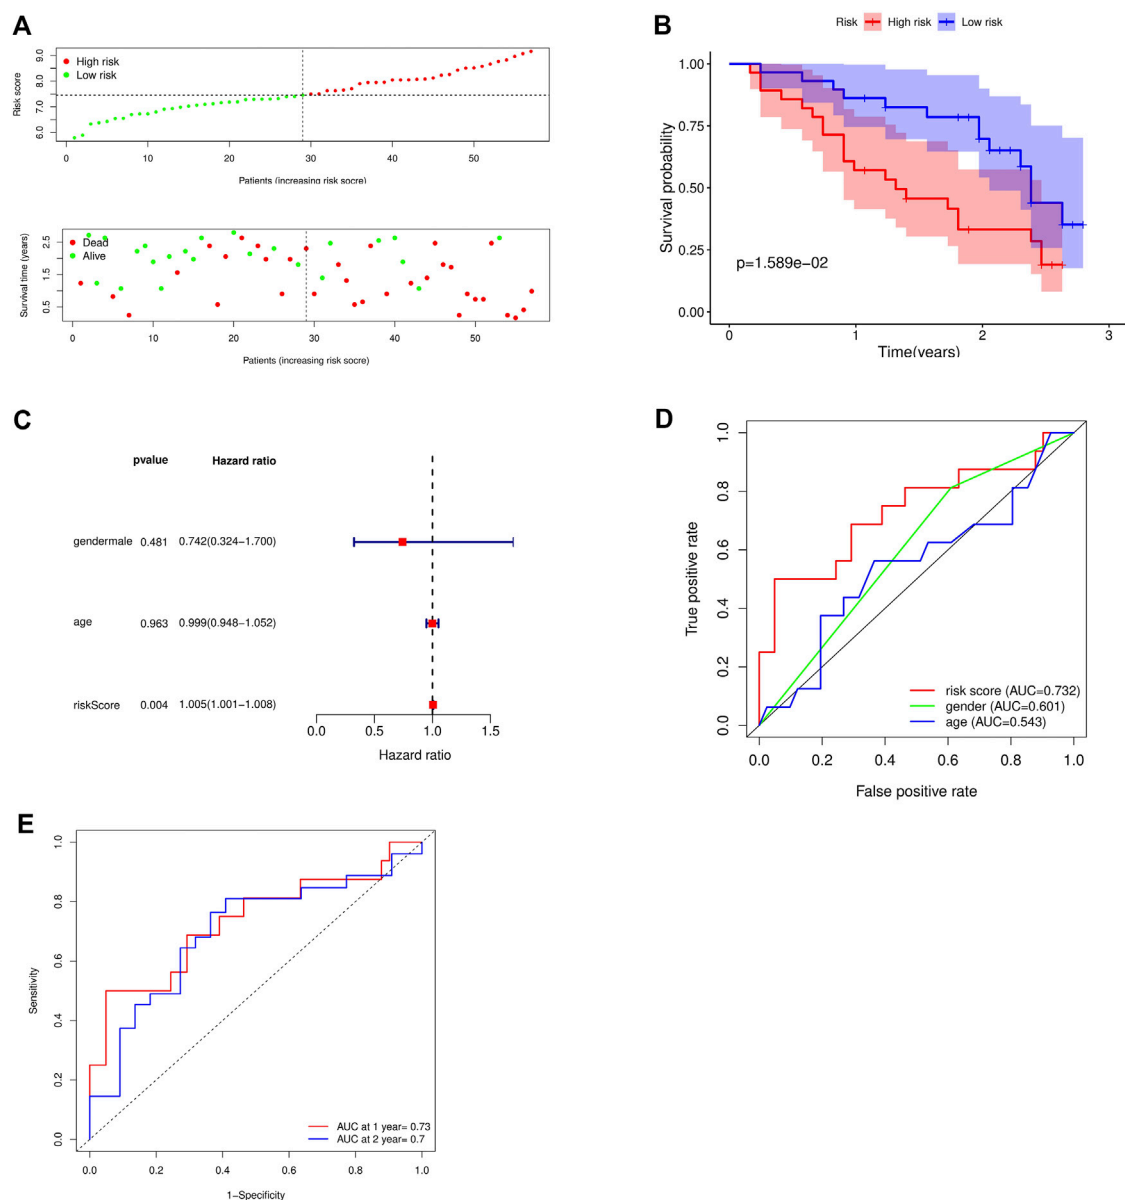 A
High risk
Low risk
Risk score
9.0
8.0
7.0
6.0
0 10 20 30 40 50
Patients (increasing risk socre)
Dead
Alive
Survival time (years)
2.5
1.5
0.5
0 10 20 30 40 50
Patients (increasing risk socre)
B
Risk High risk Low risk
Survival probability
1.00
0.75
0.50
0.25
0.00
p=1.589e−02
0 1 2 3
Time(years)
C
pvalue Hazard ratio
gendermale 0.481 0.742(0.324−1.700)
age 0.963 0.999(0.948−1.052)
riskScore 0.004 1.005(1.001−1.008)
0.0 0.5 1.0 1.5
Hazard ratio
D
True positive rate
1.0
0.8
0.6
0.4
0.2
0.0
risk score (AUC=0.732)
gender (AUC=0.601)
age (AUC=0.543)
0.0 0.2 0.4 0.6 0.8 1.0
False positive rate
E
Sensitivity
1.0
0.8
0.6
0.4
0.2
0.0
AUC at 1 year= 0.73
AUC at 2 year= 0.7
0.0 0.2 0.4 0.6 0.8 1.0
1−Specificity